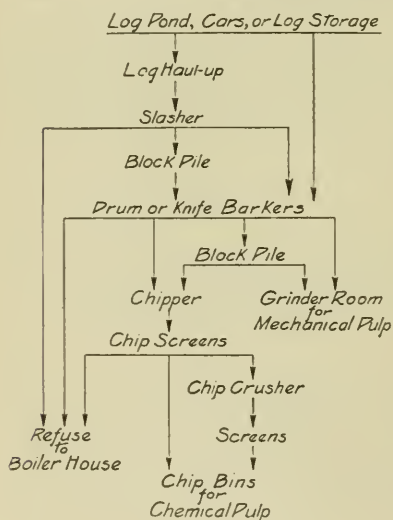 Log Pond, Cars, or Log Storage
Log Haul-up
Slasher
Block Pile
Drum or Knife Barkers
Block Pile
Chipper
Grinder Room
for
Mechanical Pulp
Chip Screens
Chip Crusher
Refuse
to
Boiler House
Screens
Chip Bins
for
Chemical Pulp